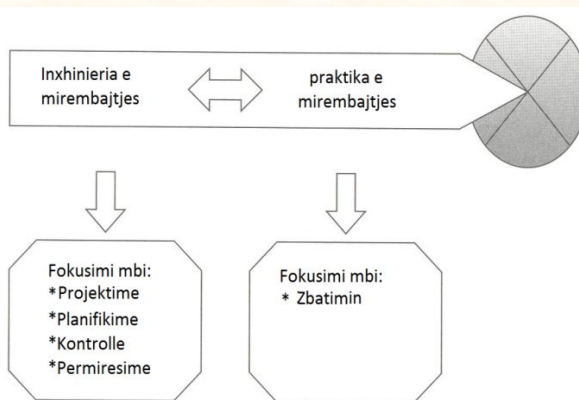 Inxhinieria e
mirembajtjes
praktika e
mirembajtjes
Fokusimi mbi:
*Projektime
*Planifikime
*Kontrolle
*Permiresime
Fokusimi mbi:
* Zbatimin